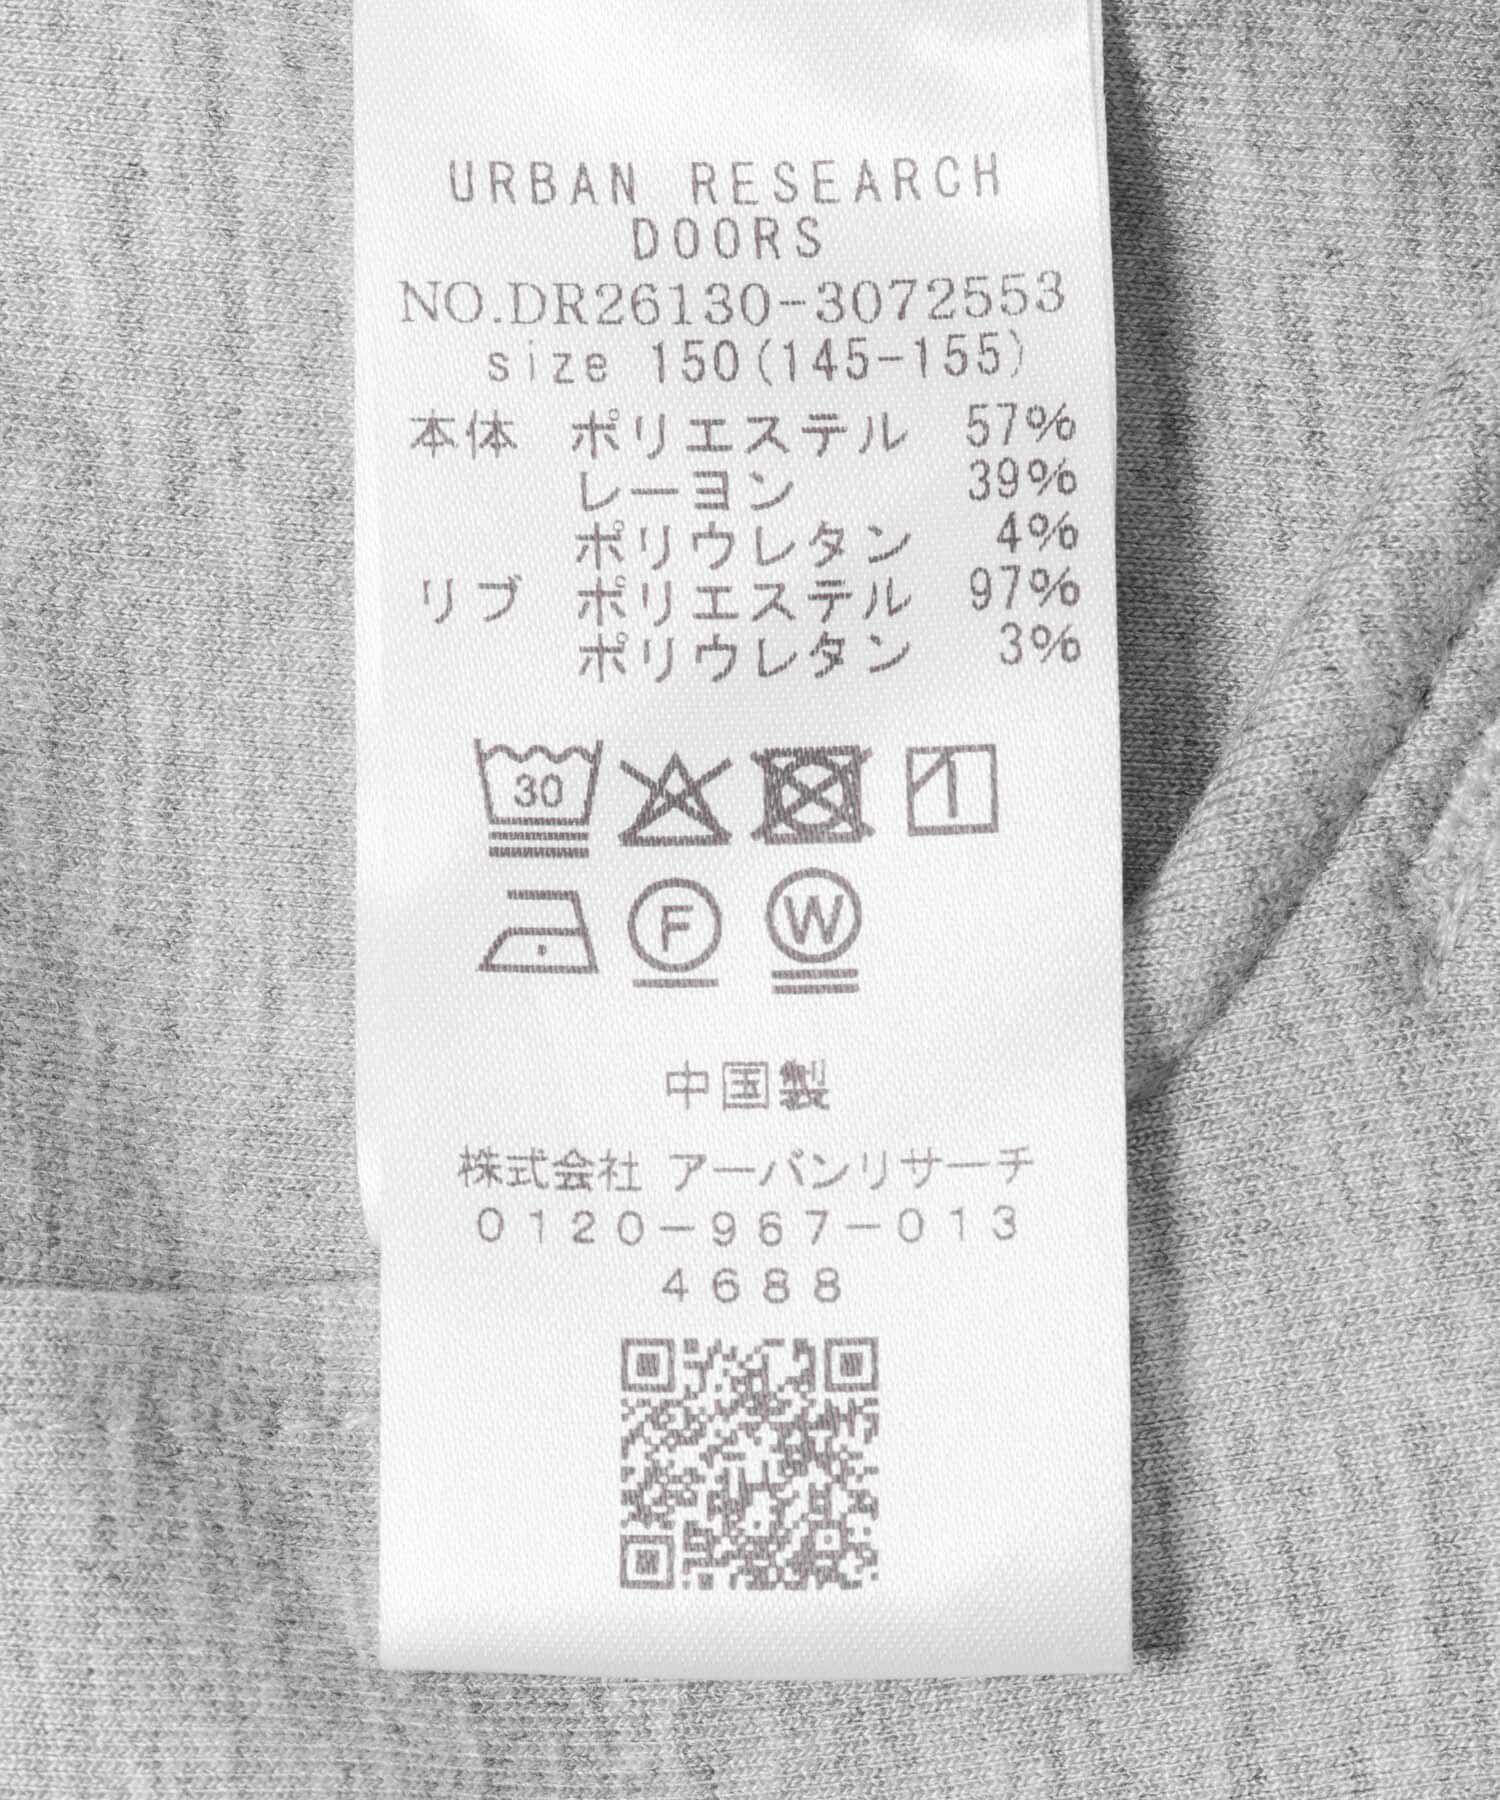 URBAN RESEARCH
DOORS
NO.DR26130-3072553
size 150(145-155)
本体 ポリエステル 57%
レーヨン 39%
ポリウレタン 4%
リブ ポリエステル 97%
ポリウレタン 3%
30
F W
中国製
株式会社 アーバンリサーチ
0120-967-013
4688